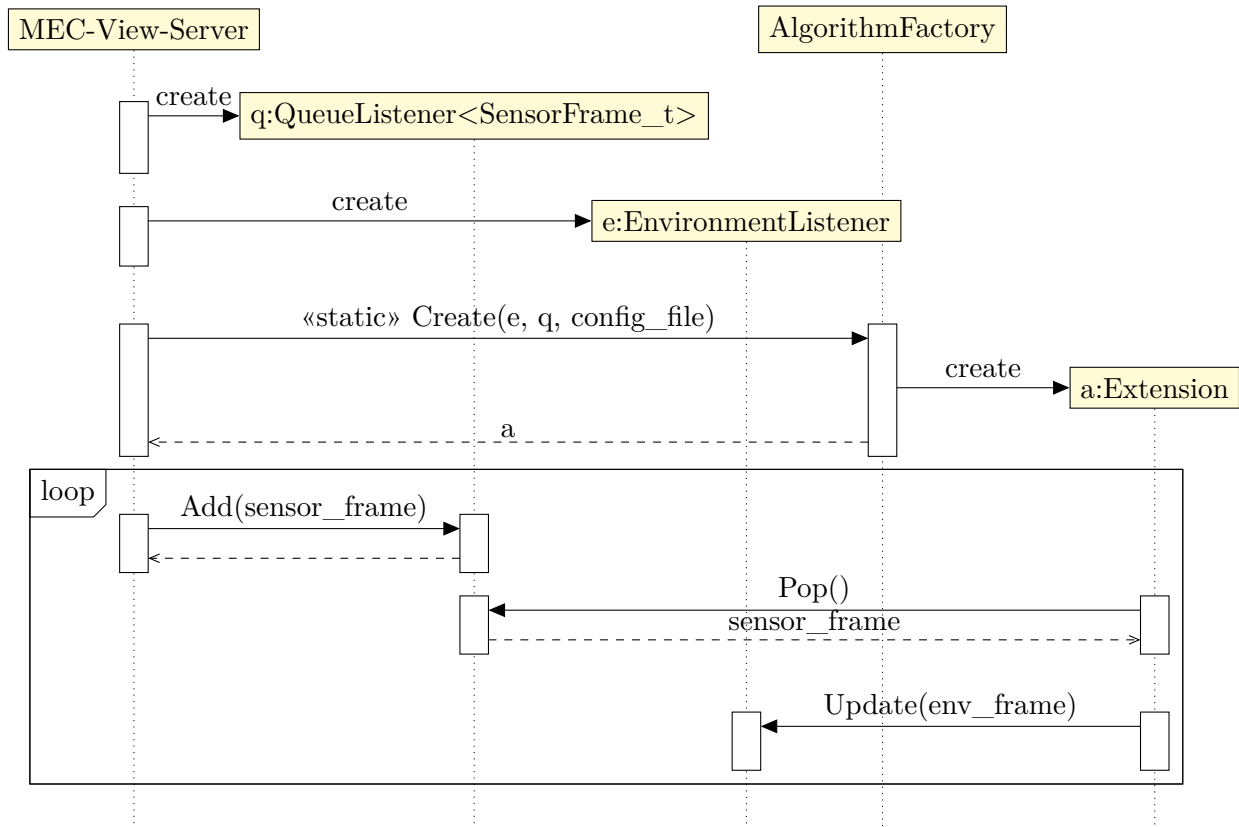 MEC-View-Server
AlgorithmFactory
create
q:QueueListener<SensorFrame_t>
create
e:EnvironmentListener
«static» Create(e, q, config_file)
create
a:Extension
a
loop
Add(sensor_frame)
Pop()
sensor_frame
Update(env_frame)